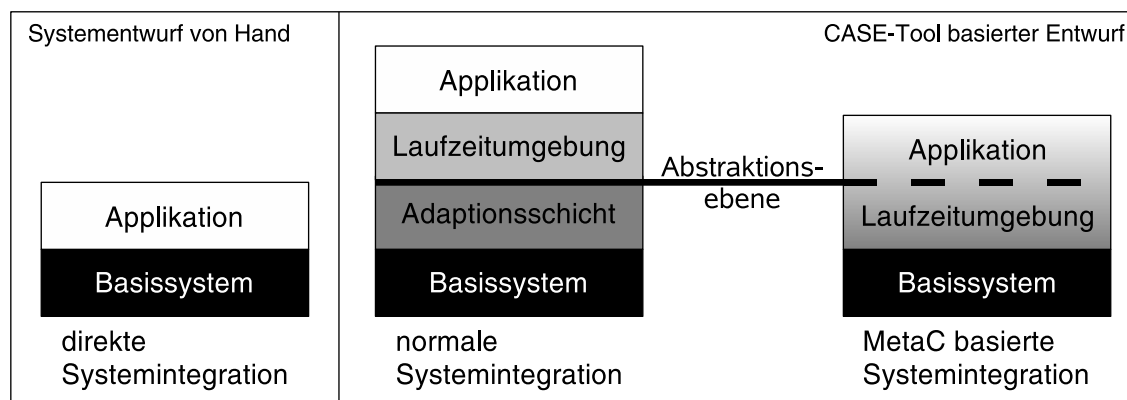 Systementwurf von Hand
Applikation
Basissystem
direkte
Systemintegration
CASE-Tool basierter Entwurf
Applikation
Laufzeitumgebung
Adaptionsschicht
Basissystem
normale
Systemintegration
Abstraktions-
ebene
Applikation
Laufzeitumgebung
Basissystem
MetaC basierte
Systemintegration